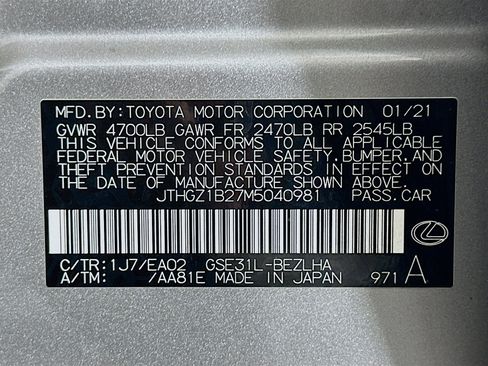 MFD.BY:TOYOTA MOTOR CORPORATION 01/21
GVWR 4700LB GAWR FR 2470LB RR 2545LB
THIS VEHICLE CONFORMS TO ALL APPLICABLE
FEDERAL MOTOR VEHICLE SAFETY,BUMPER,AND
THEFT PREVENTION STANDARDS IN EFFECT ON
THE DATE OF MANUFACTURE SHOWN ABOVE.
JTHGZ1B27M5040981 PASS.CAR
C/TR:1J7/EA02 GSE31L-BEZLHA
A/TM: /AA81E MADE IN JAPAN 971 A